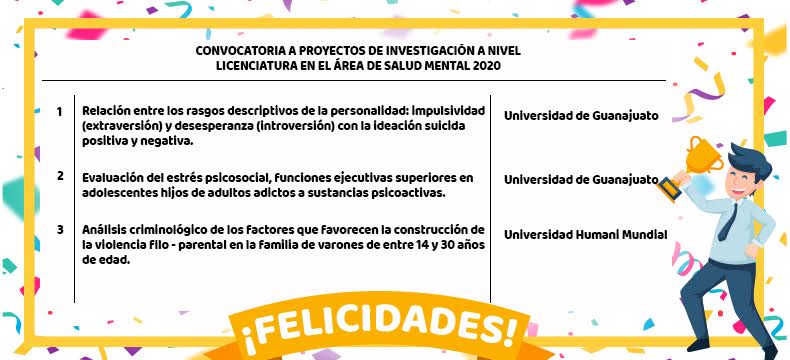 CONVOCATORIA A PROYECTOS DE INVESTIGACIÓN A NIVEL
LICENCIATURA EN EL ÁREA DE SALUD MENTAL 2020
1
Relación entre los rasgos descriptivos de la personalidad: impulsividad
(extraversión) y desesperanza (introversión) con la ideación suicida
positiva y negativa.
Universidad de Guanajuato
2
Evaluación del estrés psicosocial, funciones ejecutivas superiores en
adolescentes hijos de adultos adictos a sustancias psicoactivas.
Universidad de Guanajuato
3
Análisis criminológico de los factores que favorecen la construcción de
la violencia filo - parental en la familia de varones de entre 14 y 30 años
de edad.
Universidad Humani Mundial
¡FELICIDADES!